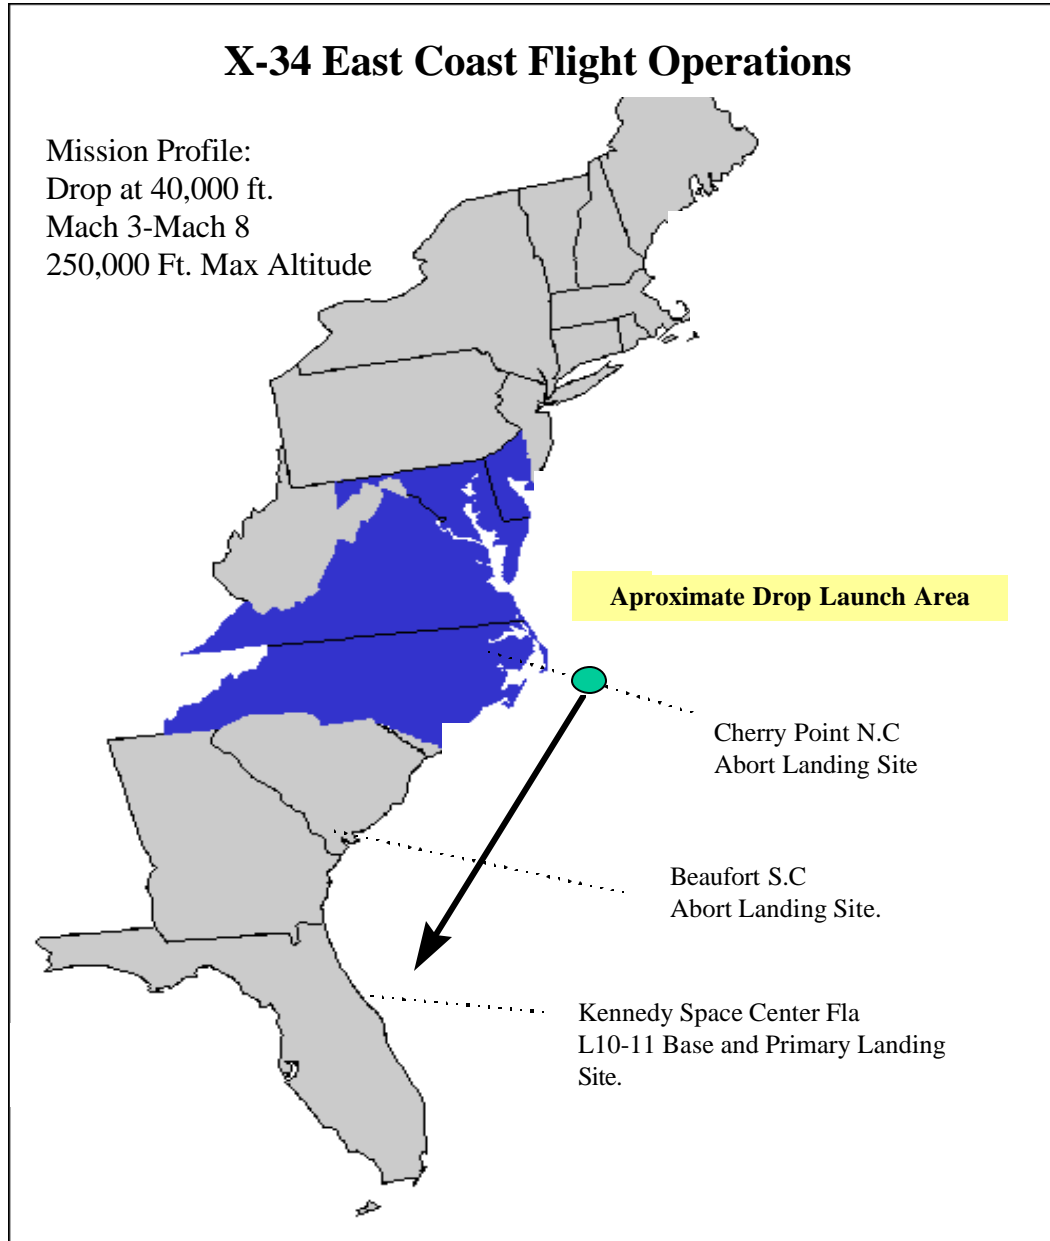 X-34 East Coast Flight Operations
Mission Profile:
Drop at 40,000 ft.
Mach 3-Mach 8
250,000 Ft. Max Altitude
Aproximate Drop Launch Area
Cherry Point N.C
Abort Landing Site
Beaufort S.C
Abort Landing Site.
Kennedy Space Center Fla
L10-11 Base and Primary Landing
Site.